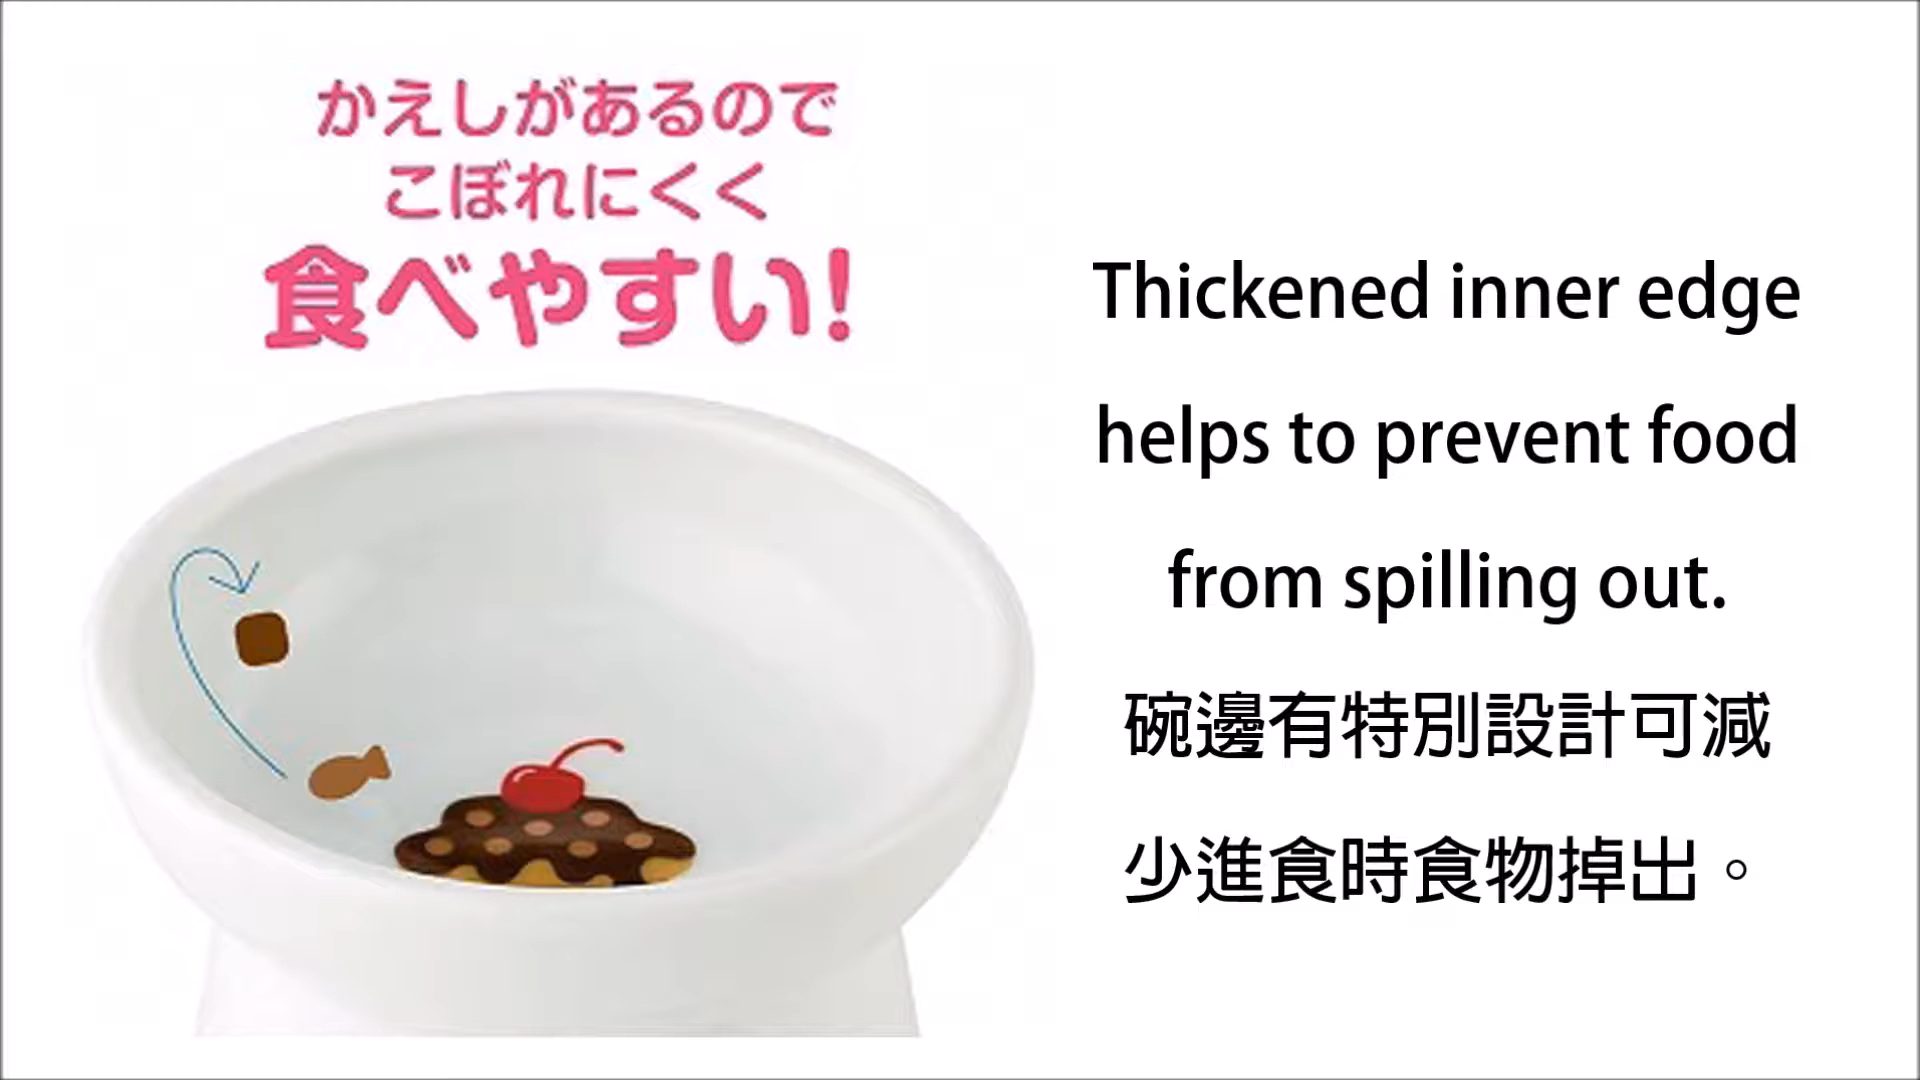 かえしがあるので
こぼれにくく
食べやすい!
Thickened inner edge
helps to prevent food
from spilling out.
碗邊有特別設計可減
少進食時食物掉出。